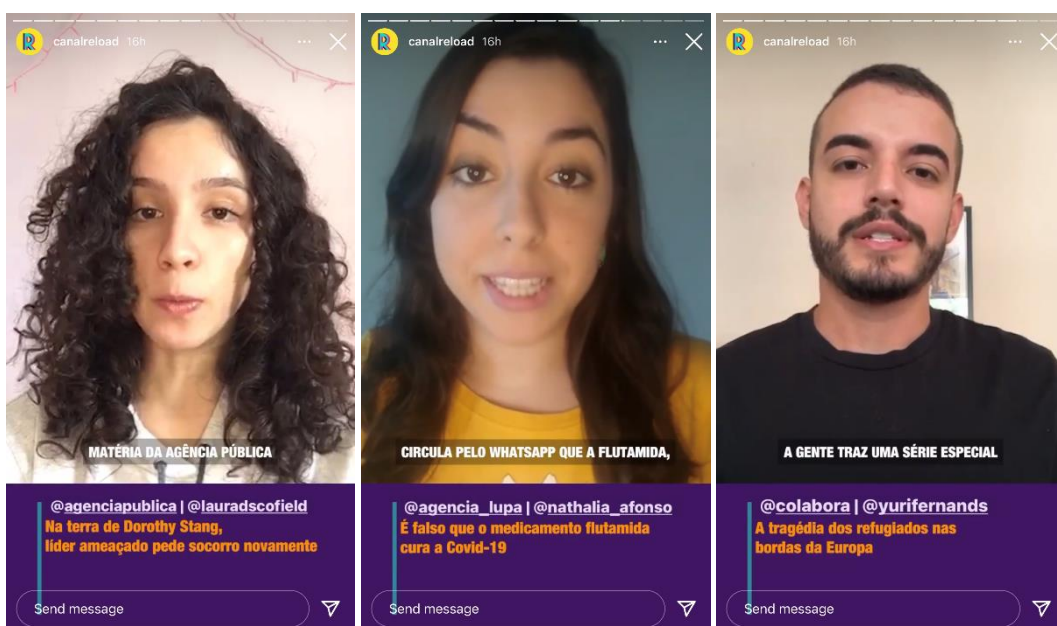 canalreload 16h
MATÉRIA DA AGÊNCIA PÚBLICA
@agenciapublica | @lauradscofield
Na terra de Dorothy Stang,
líder ameaçado pede socorro novamente
Send message
canalreload 16h
CIRCULA PELO WHATSAPP QUE A FLUTAMIDA,
@agencia_lupa | @nathalia_afonso
É falso que o medicamento flutamida
cura a Covid-19
Send message
canalreload 16h
A GENTE TRAZ UMA SÉRIE ESPECIAL
@colabora | @yurifernands
A tragédia dos refugiados nas
bordas da Europa
Send message